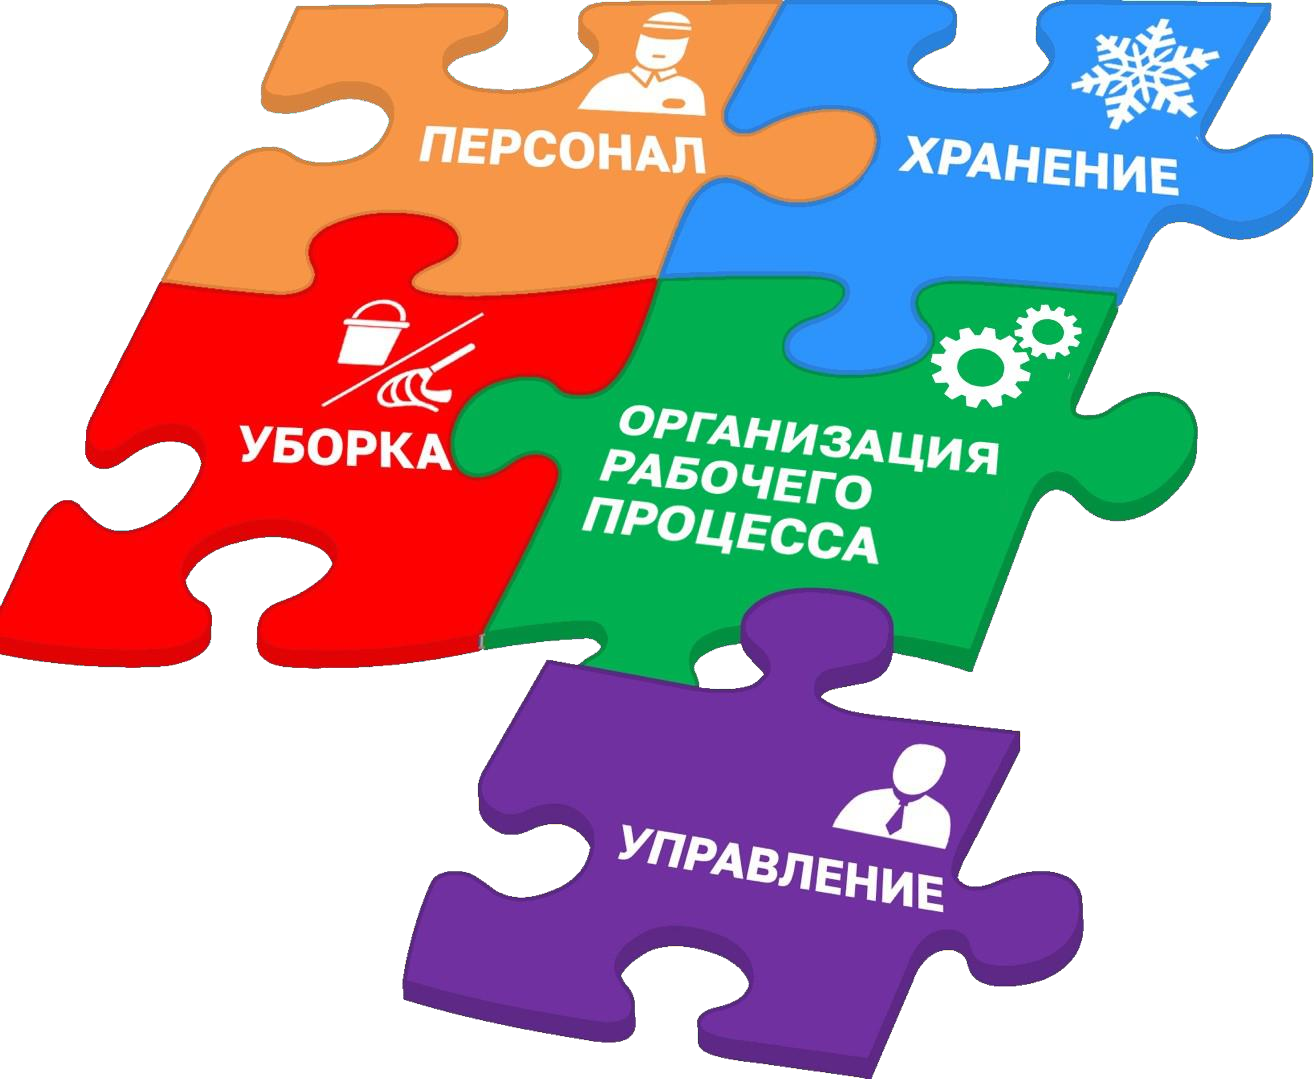 ПЕРСОНАЛ
ХРАНЕНИЕ
УБОРКА
ОРГАНИЗАЦИЯ
РАБОЧЕГО
ПРОЦЕССА
УПРАВЛЕНИЕ